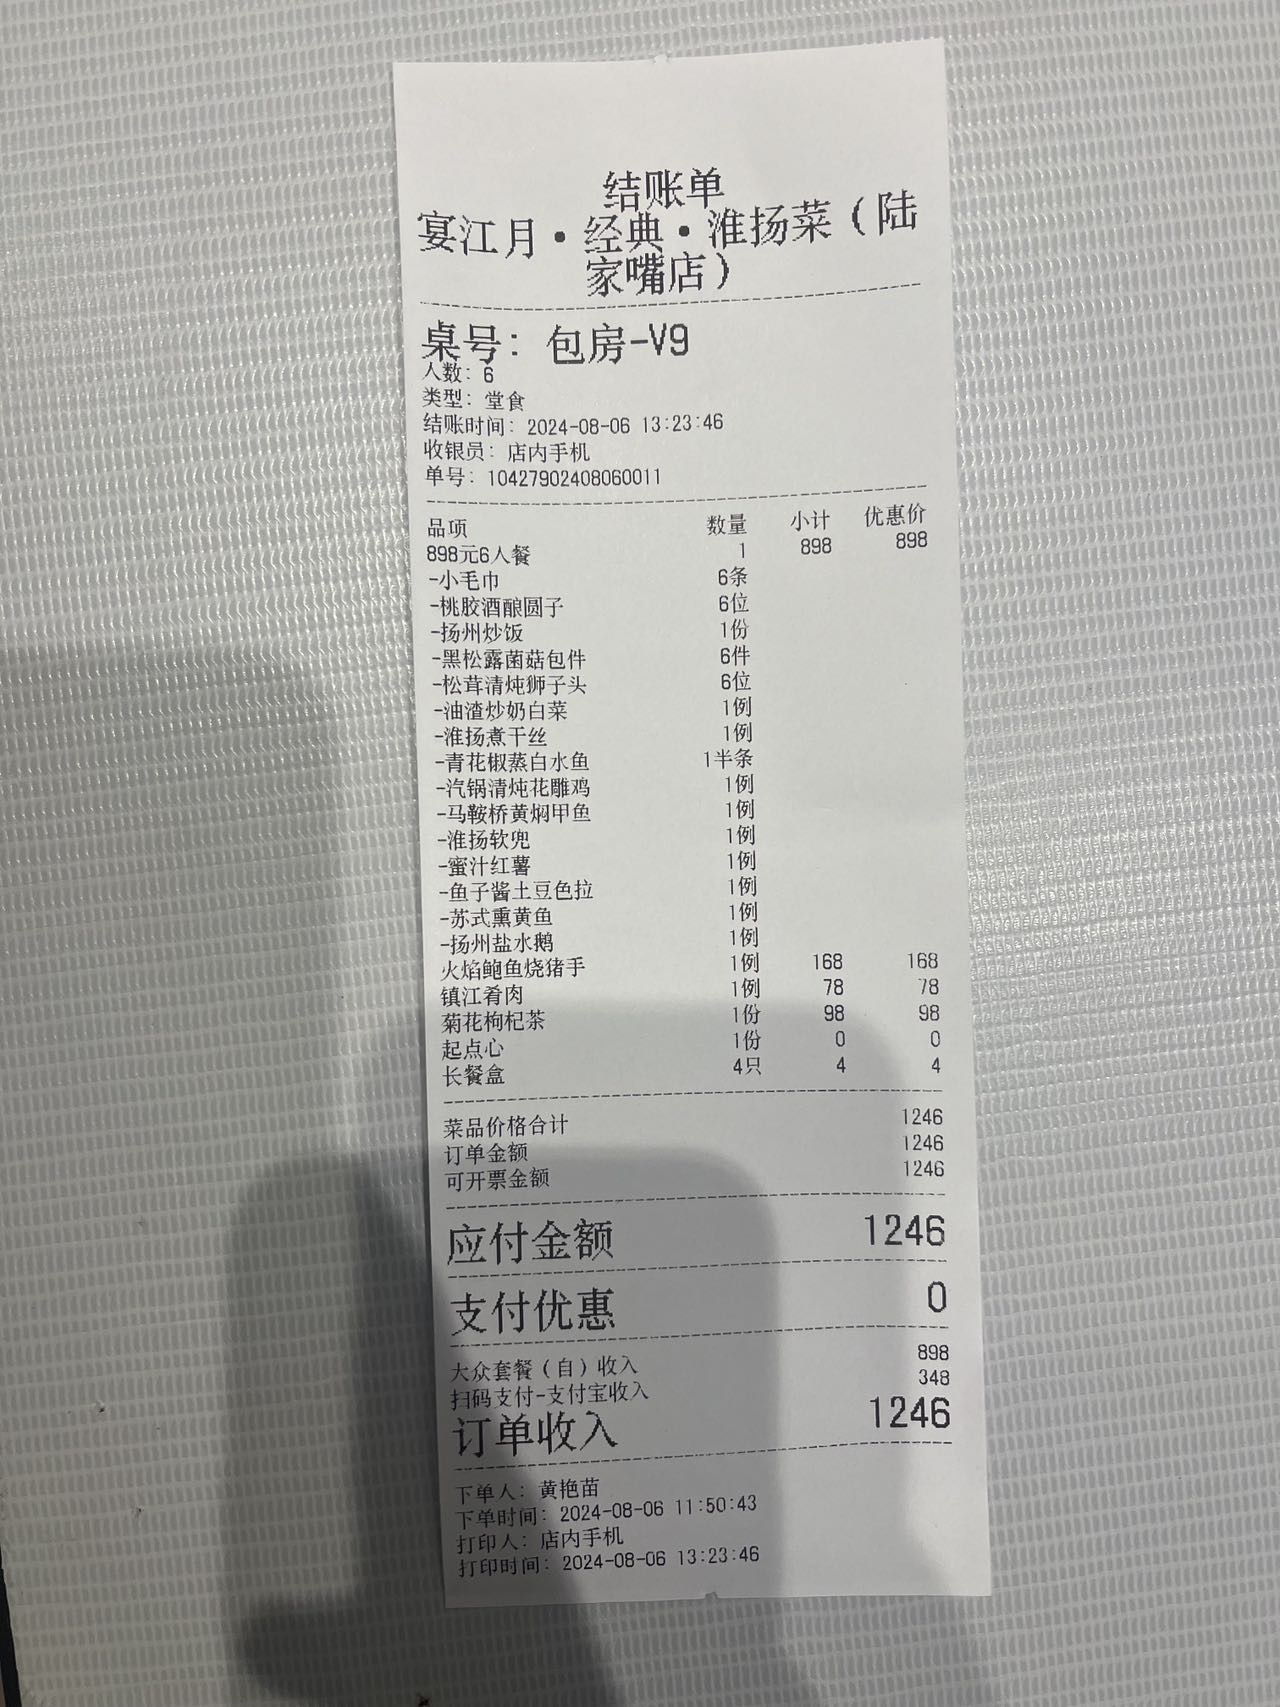 结账单
宴江月·经典·淮扬菜(陆
家嘴店)
桌号: 包房-V9
人数: 6
类型: 堂食
结账时间: 2024-08-06 13:23:46
收银员: 店内手机
单号: 10427902408060011
品项 数量 小计 优惠价
898元6人餐 1 898 898
-小毛巾 6条
-桃胶酒酿圆子 6位
-扬州炒饭 1份
-黑松露菌菇包件 6件
-松茸清炖狮子头 6位
-油渣炒奶白菜 1例
-淮扬煮干丝 1例
-青花椒蒸白水鱼 1半条
-汽锅清炖花雕鸡 1例
-马鞍桥黄焖甲鱼 1例
-淮扬软兜 1例
-蜜汁红薯 1例
-鱼子酱土豆色拉 1例
-苏式熏黄鱼 1例
-扬州盐水鹅 1例
火焰鲍鱼烧猪手 1例 168 168
镇江肴肉 1例 78 78
菊花枸杞茶 1份 98 98
起点心 1份 0 0
长餐盒 4只 4 4
菜品价格合计 1246
订单金额 1246
可开票金额 1246
应付金额 1246
支付优惠 0
大众套餐(自)收入 898
扫码支付-支付宝收入 348
订单收入 1246
下单人: 黄艳苗
下单时间: 2024-08-06 11:50:43
打印人: 店内手机
打印时间: 2024-08-06 13:23:46